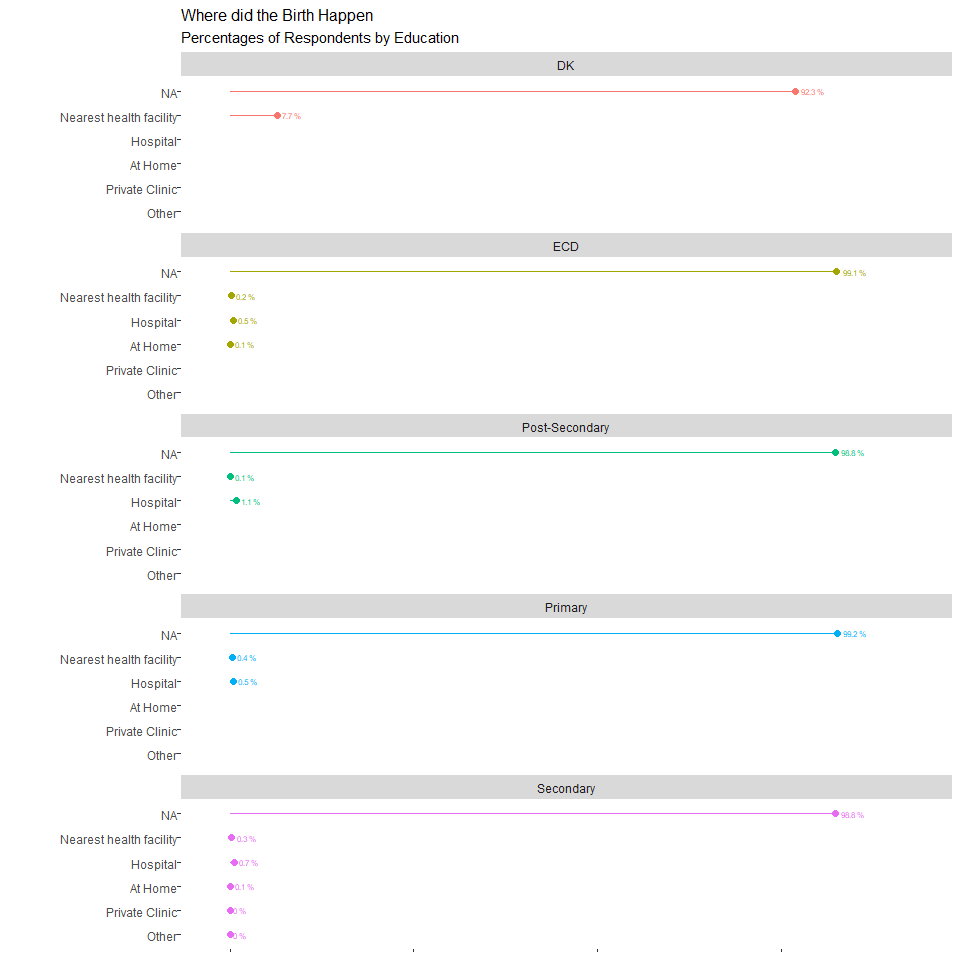 Where did the Birth Happen
Percentages of Respondents by Education
DK
NA 92.3 %
Nearest health facility 7.7 %
Hospital
At Home
Private Clinic
Other
ECD
NA 99.1 %
Nearest health facility 0.2 %
Hospital 0.5 %
At Home 0.1 %
Private Clinic
Other
Post-Secondary
NA 98.8 %
Nearest health facility 0.1 %
Hospital 1.1 %
At Home
Private Clinic
Other
Primary
NA 99.2 %
Nearest health facility 0.4 %
Hospital 0.5 %
At Home
Private Clinic
Other
Secondary
NA 98.8 %
Nearest health facility 0.3 %
Hospital 0.7 %
At Home 0.1 %
Private Clinic 0 %
Other 0 %